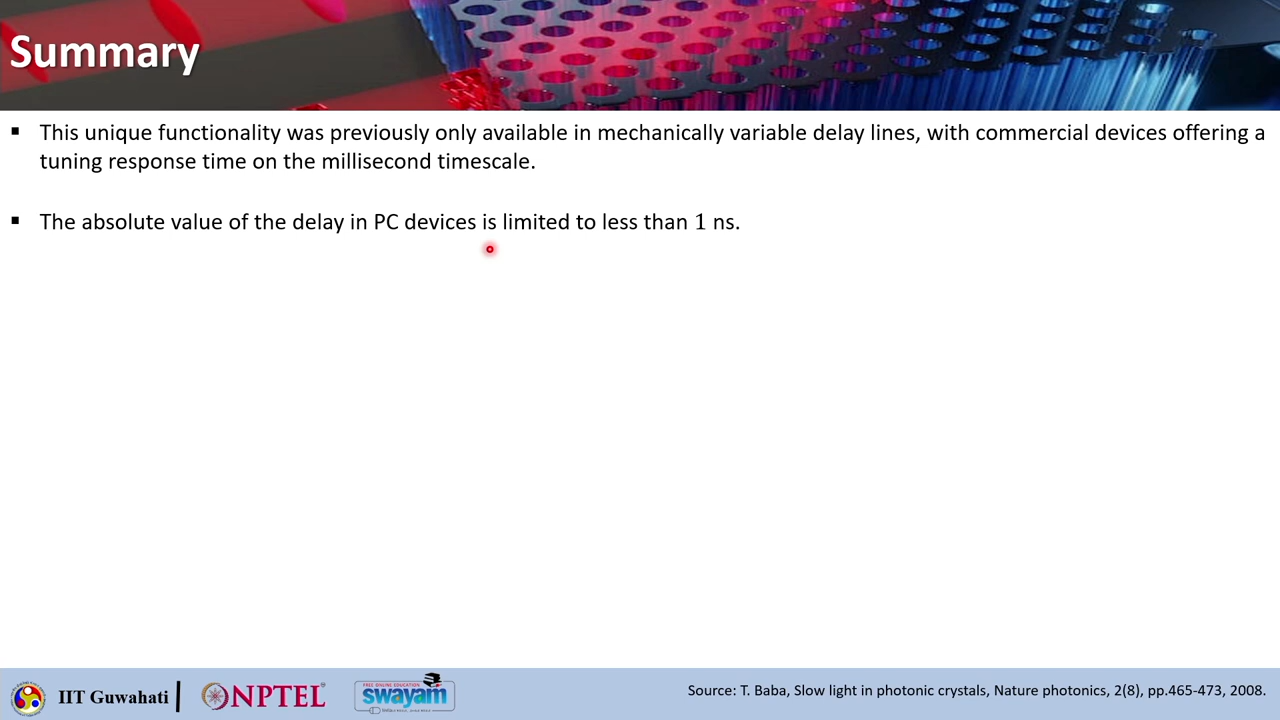 Summary
▪ This unique functionality was previously only available in mechanically variable delay lines, with commercial devices offering a
tuning response time on the millisecond timescale.
▪ The absolute value of the delay in PC devices is limited to less than 1 ns.
IIT Guwahati
NPTEL
FREE ONLINE EDUCATION
swayam
Source: T. Baba, Slow light in photonic crystals, Nature photonics, 2(8), pp.465-473, 2008.